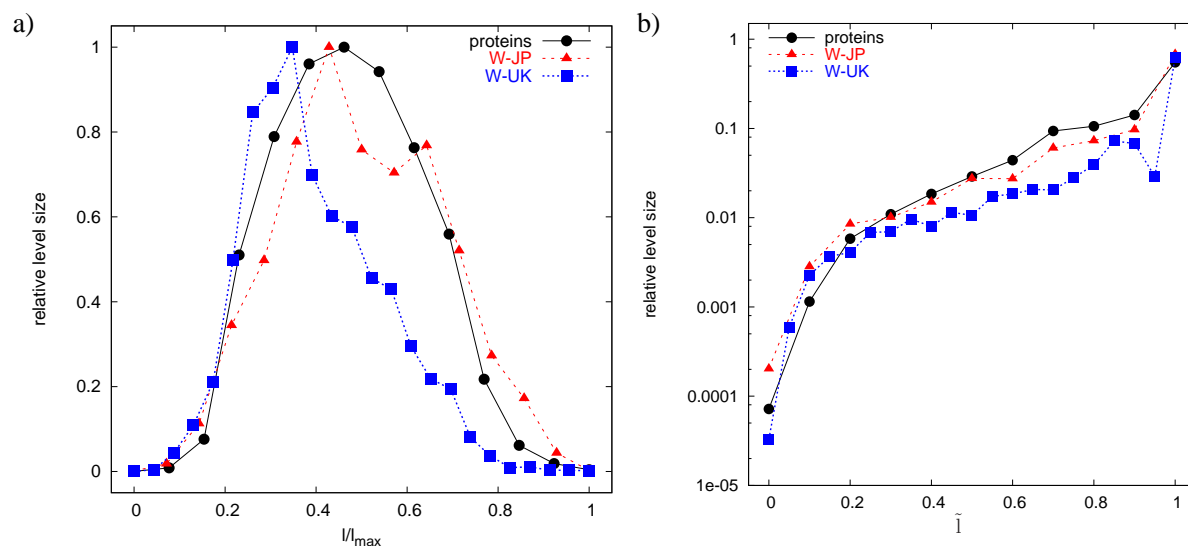 a)
relative level size
1
0.8
0.6
0.4
0.2
0
proteins
W-JP
W-UK
0 0.2 0.4 0.6 0.8 1
l/lmax
b)
relative level size
1
0.1
0.01
0.001
0.0001
1e-05
proteins
W-JP
W-UK
0 0.2 0.4 0.6 0.8 1
l̃